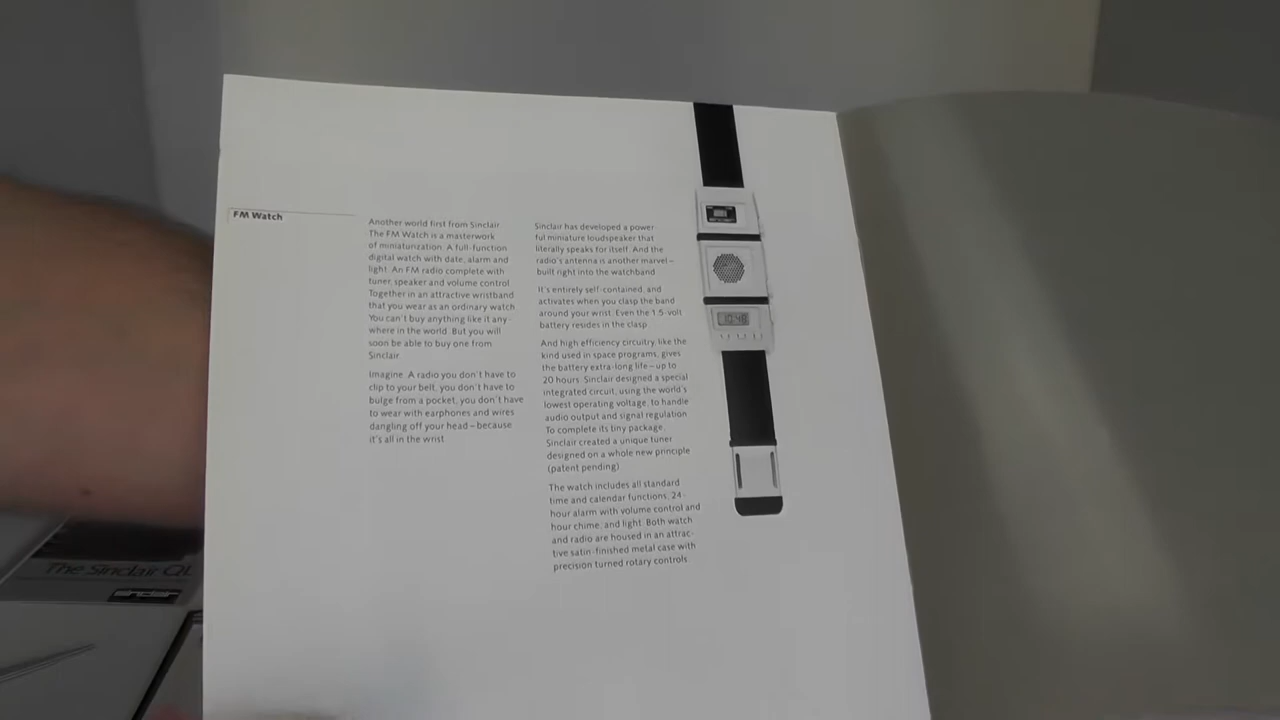 FM Watch
Another world first from Sinclair
The FM Watch is a masterwork
of miniaturization. A full-function
digital watch with date, alarm and
light. An FM radio complete with
tuner, speaker and volume control.
Together in an attractive wristband
that you wear as an ordinary watch
You can't buy anything like it any-
where in the world. But you will
soon be able to buy one from
Sinclair.
Imagine. A radio you don't have to
clip to your belt, you don't have to
bulge from a pocket, you don't have
to wear with earphones and wires
dangling off your head – because
it's all in the wrist.
Sinclair has developed a power
ful miniature loudspeaker that
literally speaks for itself. And the
radio's antenna is another marvel –
built right into the watchband.
It's entirely self-contained, and
activates when you clasp the band
around your wrist. Even the 1.5-volt
battery resides in the clasp.
And high efficiency circuitry, like the
kind used in space programs, gives
the battery extra-long life – up to
20 hours. Sinclair designed a special
integrated circuit, using the world's
lowest operating voltage, to handle
audio output and signal regulation
To complete its tiny package,
Sinclair created a unique tuner
designed on a whole new principle
(patent pending)
The watch includes all standard
time and calendar functions, 24-
hour alarm with volume control and
hour chime, and light. Both watch
and radio are housed in an attrac-
tive satin-finished metal case with
precision turned rotary controls.
10:48
The Sinclair QL
sinclair